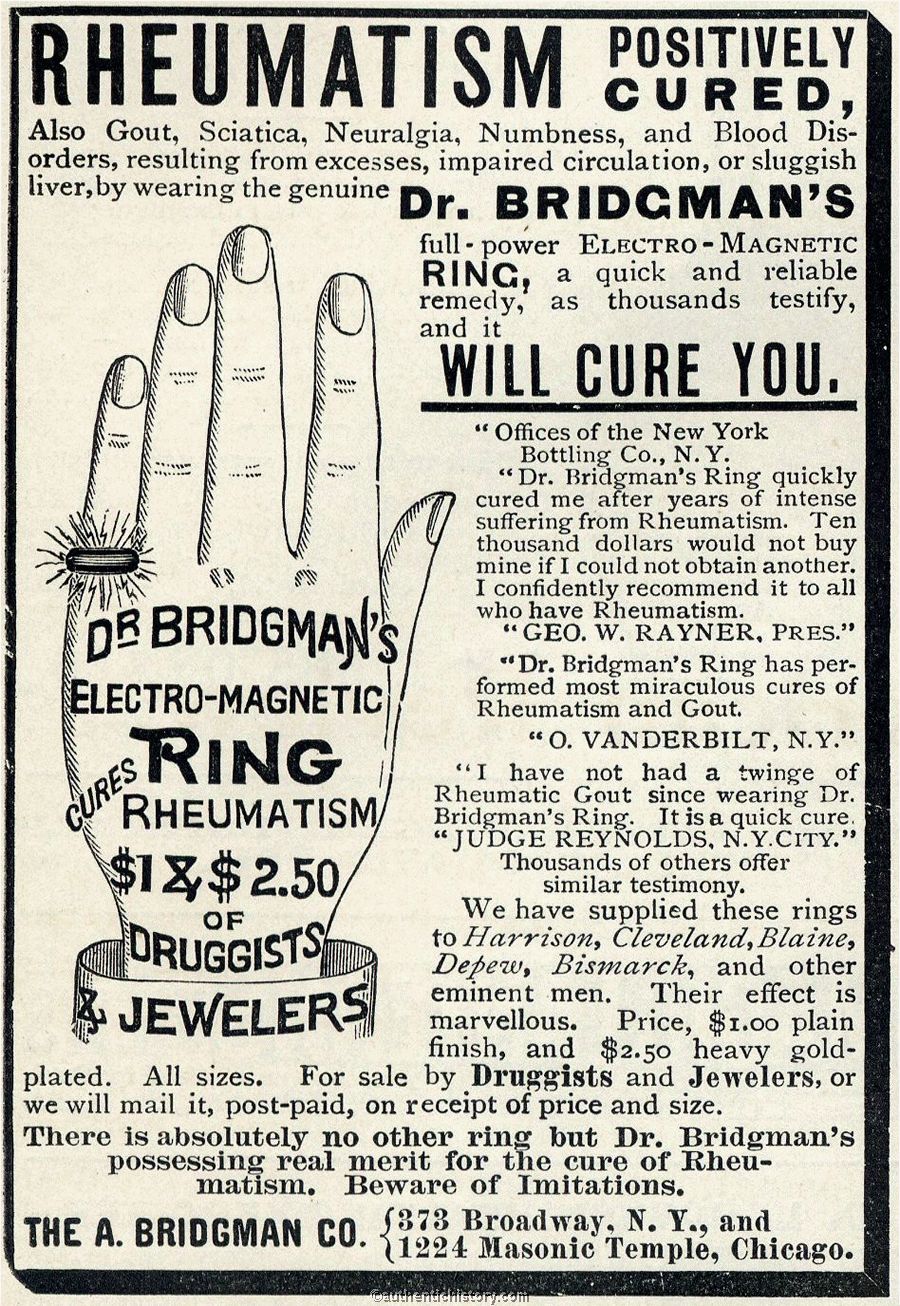 RHEUMATISM POSITIVELY
CURED,
Also Gout, Sciatica, Neuralgia, Numbness, and Blood Dis-
orders, resulting from excesses, impaired circulation, or sluggish
liver, by wearing the genuine Dr. BRIDGMAN'S
full-power ELECTRO-MAGNETIC
RING, a quick and reliable
remedy, as thousands testify,
and it
WILL CURE YOU.
"Offices of the New York
Bottling Co., N. Y.
"Dr. Bridgman's Ring quickly
cured me after years of intense
suffering from Rheumatism. Ten
thousand dollars would not buy
mine if I could not obtain another.
I confidently recommend it to all
who have Rheumatism.
"GEO. W. RAYNER, PRES."
"Dr. Bridgman's Ring has per-
formed most miraculous cures of
Rheumatism and Gout.
"O. VANDERBILT, N.Y."
"I have not had a twinge of
Rheumatic Gout since wearing Dr.
Bridgman's Ring. It is a quick cure.
"JUDGE REYNOLDS, N.Y.CITY."
Thousands of others offer
similar testimony.
DR BRIDGMAN'S
ELECTRO-MAGNETIC
RING
CURES
RHEUMATISM
$1 & $2.50
OF
DRUGGISTS
& JEWELERS
We have supplied these rings
to Harrison, Cleveland, Blaine,
Depew, Bismarck, and other
eminent men. Their effect is
marvellous. Price, $1.00 plain
finish, and $2.50 heavy gold-
plated. All sizes. For sale by Druggists and Jewelers, or
we will mail it, post-paid, on receipt of price and size.
There is absolutely no other ring but Dr. Bridgman's
possessing real merit for the cure of Rheu-
matism. Beware of Imitations.
THE A. BRIDGMAN CO. {373 Broadway, N. Y., and
{1224 Masonic Temple, Chicago.
©authentichistory.com